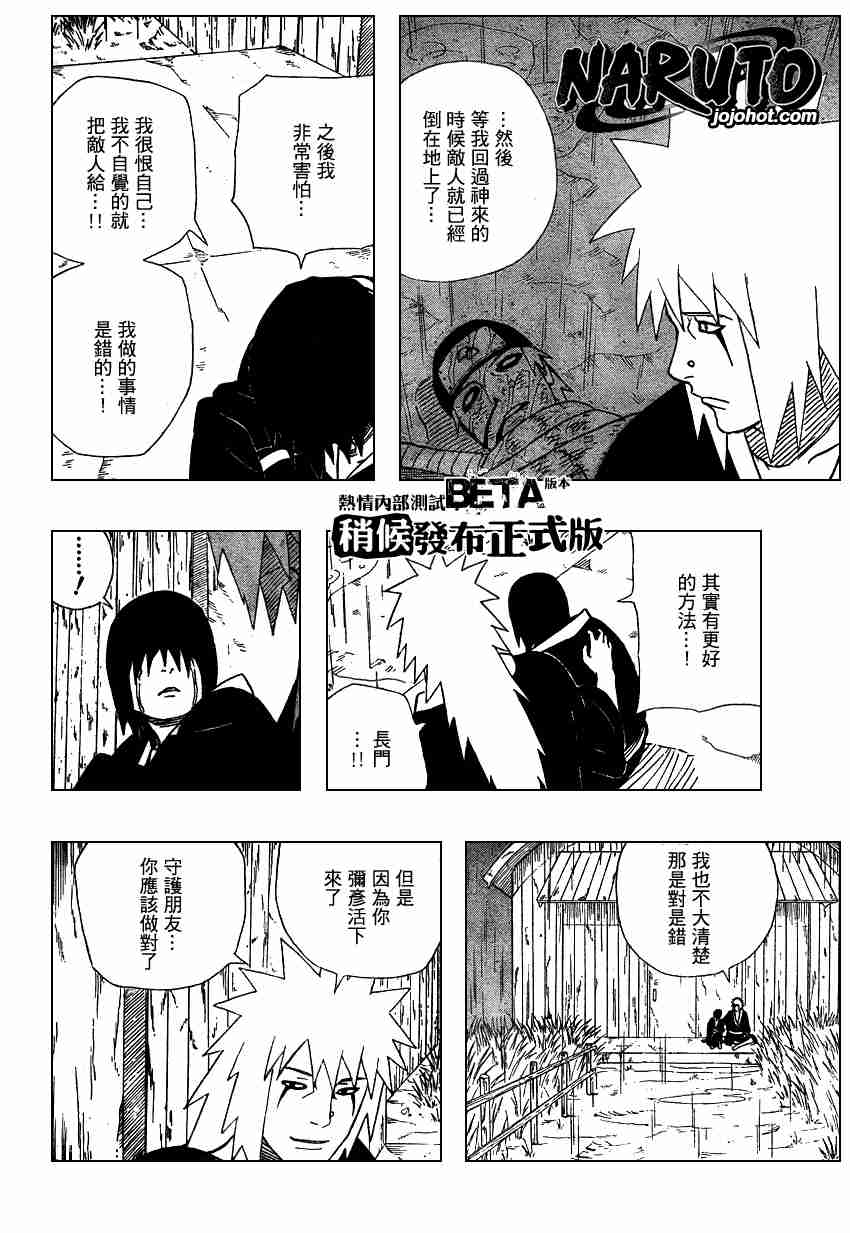 NARUTO
jojohot.com
…然後
等我回過神來的
時候敵人就已經
倒在地上了…
之後我
非常害怕…
我很恨自己…
我不自覺的就
把敵人給…!!
我做的事情
是錯的…!
熱情內部測試BETA版本
稍候發布正式版
其實有更好
的方法…!
長門
…!!
……!
我也不大清楚
那是對是錯
但是
因為你
彌彥活下
來了
守護朋友…
你應該做對了